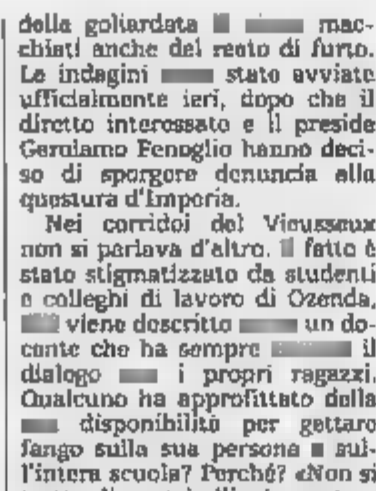 della goliardata mac-
chiati anche del reato di furto.
Le indagini state avviate
ufficialmente ieri, dopo che il
diretto interessato e il preside
Gerolamo Fenoglio hanno deci-
so di sporgere denuncia alla
questura d'Imperia.
Nei corridoi del Vieusseux
non si parlava d'altro. Il fatto è
stato stigmatizzato da studenti
e colleghi di lavoro di Ozenda,
viene descritto un do-
cente che ha sempre il
dialogo i propri ragazzi.
Qualcuno ha approfittato della
disponibilità per gettare
fango sulla sua persona sul-
l'intera scuola? Perché? «Non si